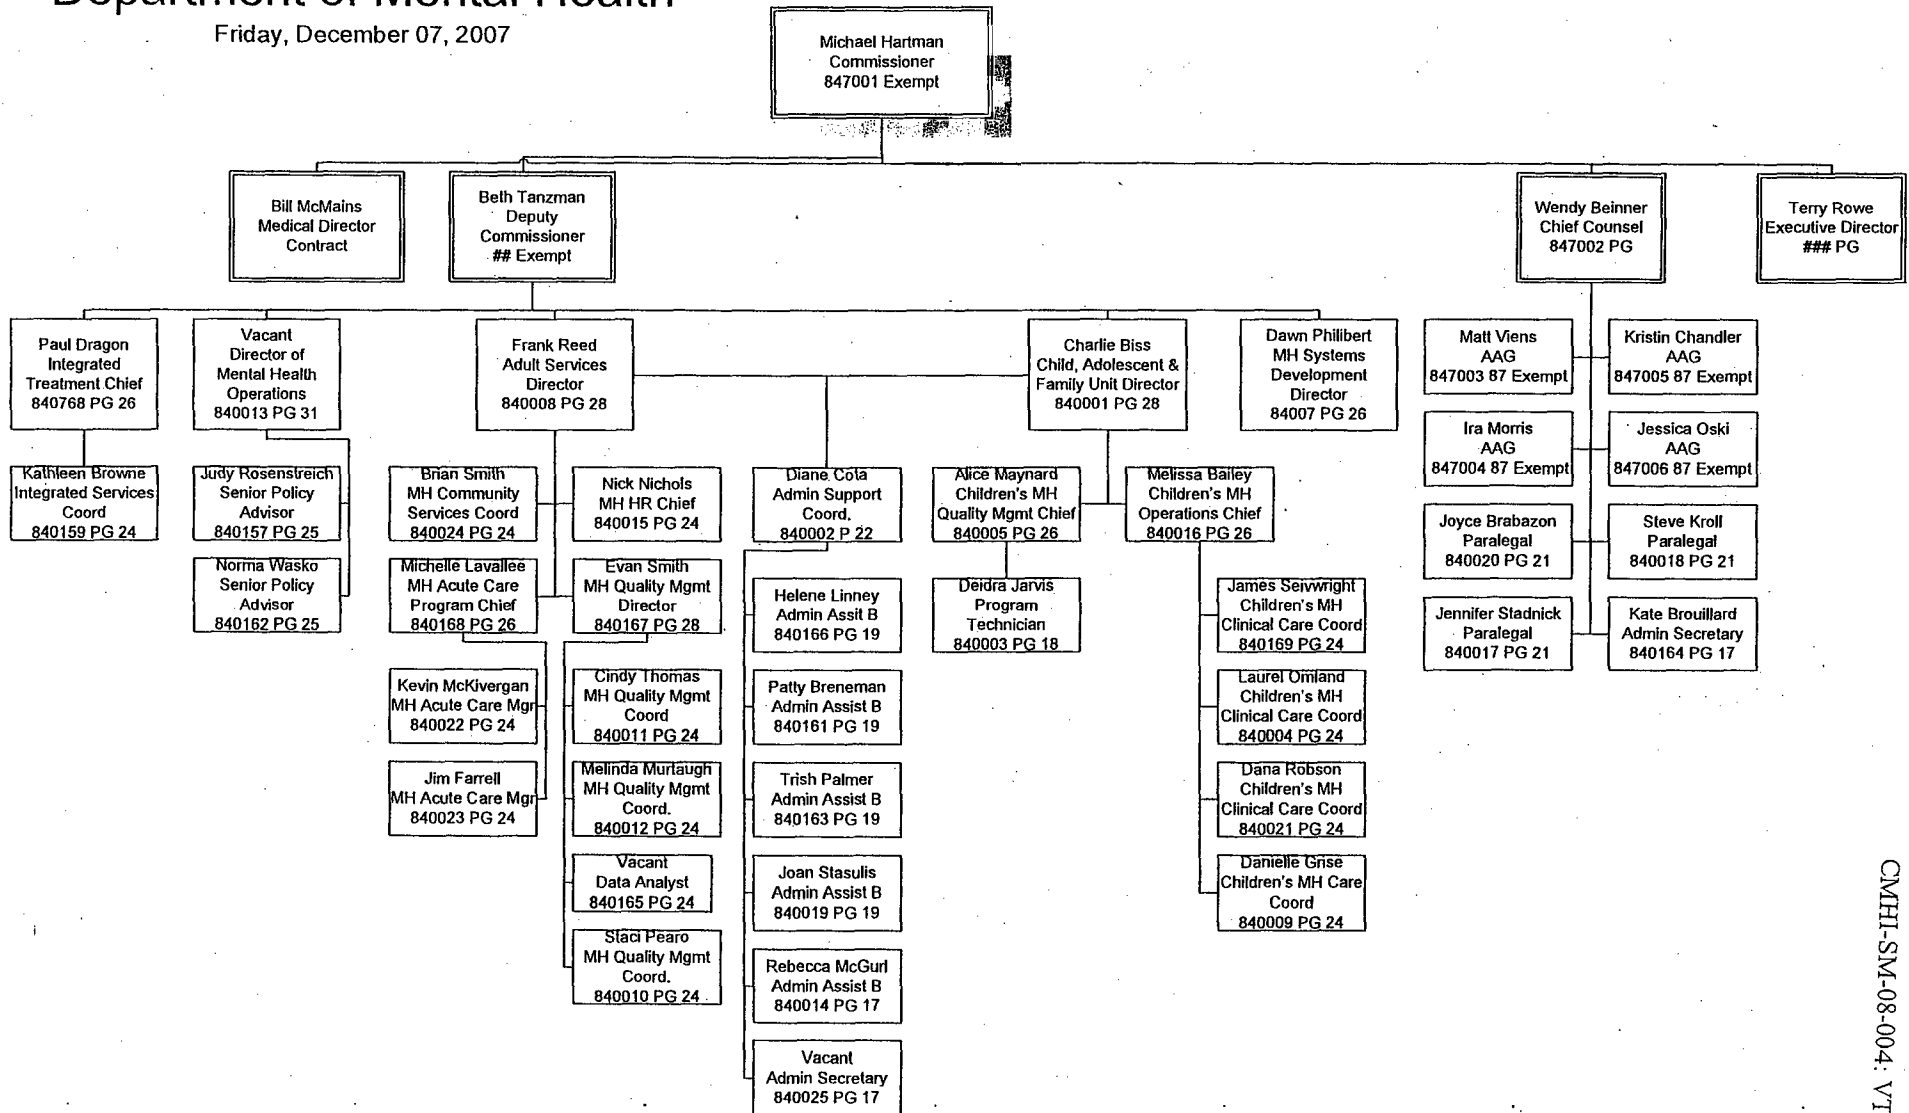 Department of Mental Health
Friday, December 07, 2007
Michael Hartman
Commissioner
847001 Exempt
Bill McMains
Medical Director
Contract
Beth Tanzman
Deputy
Commissioner
## Exempt
Wendy Beinner
Chief Counsel
847002 PG
Terry Rowe
Executive Director
### PG
Paul Dragon
Integrated
Treatment Chief
840768 PG 26
Vacant
Director of
Mental Health
Operations
840013 PG 31
Frank Reed
Adult Services
Director
840008 PG 28
Charlie Biss
Child, Adolescent &
Family Unit Director
840001 PG 28
Dawn Philibert
MH Systems
Development
Director
84007 PG 26
Matt Viens
AAG
847003 87 Exempt
Kristin Chandler
AAG
847005 87 Exempt
Ira Morris
AAG
847004 87 Exempt
Jessica Oski
AAG
847006 87 Exempt
Joyce Brabazon
Paralegal
840020 PG 21
Steve Kroll
Paralegal
840018 PG 21
Jennifer Stadnick
Paralegal
840017 PG 21
Kate Brouillard
Admin Secretary
840164 PG 17
Kathleen Browne
Integrated Services
Coord
840159 PG 24
Judy Rosenstreich
Senior Policy
Advisor
840157 PG 25
Norma Wasko
Senior Policy
Advisor
840162 PG 25
Brian Smith
MH Community
Services Coord
840024 PG 24
Nick Nichols
MH HR Chief
840015 PG 24
Michelle Lavallee
MH Acute Care
Program Chief
840168 PG 26
Evan Smith
MH Quality Mgmt
Director
840167 PG 28
Kevin McKivergan
MH Acute Care Mgr
840022 PG 24
Jim Farrell
MH Acute Care Mgr
840023 PG 24
Cindy Thomas
MH Quality Mgmt
Coord
840011 PG 24
Melinda Murtaugh
MH Quality Mgmt
Coord.
840012 PG 24
Vacant
Data Analyst
840165 PG 24
Staci Pearo
MH Quality Mgmt
Coord.
840010 PG 24
Diane Cota
Admin Support
Coord.
840002 P 22
Helene Linney
Admin Assit B
840166 PG 19
Patty Breneman
Admin Assist B
840161 PG 19
Trish Palmer
Admin Assist B
840163 PG 19
Joan Stasulis
Admin Assist B
840019 PG 19
Rebecca McGurl
Admin Assist B
840014 PG 17
Vacant
Admin Secretary
840025 PG 17
Alice Maynard
Children's MH
Quality Mgmt Chief
840005 PG 26
Deidra Jarvis
Program
Technician
840003 PG 18
Melissa Bailey
Children's MH
Operations Chief
840016 PG 26
James Seivwright
Children's MH
Clinical Care Coord
840169 PG 24
Laurel Omland
Children's MH
Clinical Care Coord
840004 PG 24
Dana Robson
Children's MH
Clinical Care Coord
840021 PG 24
Danielle Grise
Children's MH Care
Coord
840009 PG 24
CMHI-SM-08-004: VT